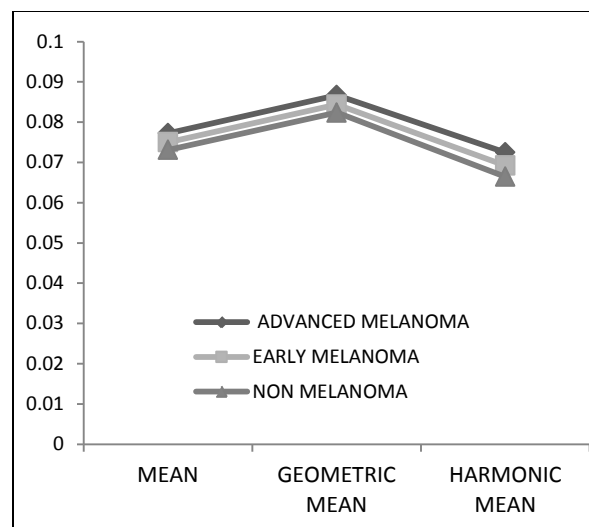 0.1
0.09
0.08
0.07
0.06
0.05
0.04
0.03
0.02
0.01
0
ADVANCED MELANOMA
EARLY MELANOMA
NON MELANOMA
MEAN
GEOMETRIC
MEAN
HARMONIC
MEAN